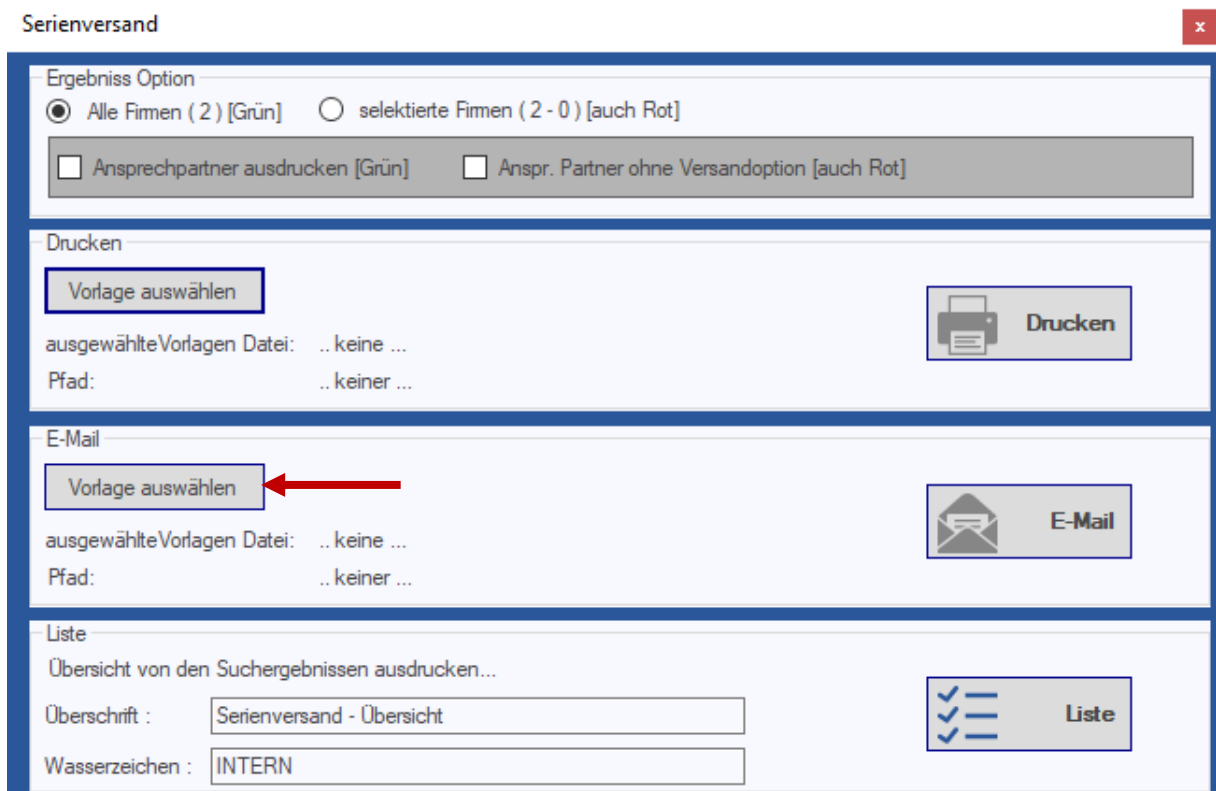 Serienversand
x
Ergebniss Option
Alle Firmen ( 2 ) [Grün] selektierte Firmen ( 2 - 0 ) [auch Rot]
Ansprechpartner ausdrucken [Grün] Anspr. Partner ohne Versandoption [auch Rot]
Drucken
Vorlage auswählen
Drucken
ausgewählteVorlagen Datei: .. keine ...
Pfad: .. keiner ...
E-Mail
Vorlage auswählen
E-Mail
ausgewählteVorlagen Datei: .. keine ...
Pfad: .. keiner ...
Liste
Übersicht von den Suchergebnissen ausdrucken...
Überschrift : Serienversand - Übersicht
Liste
Wasserzeichen : INTERN